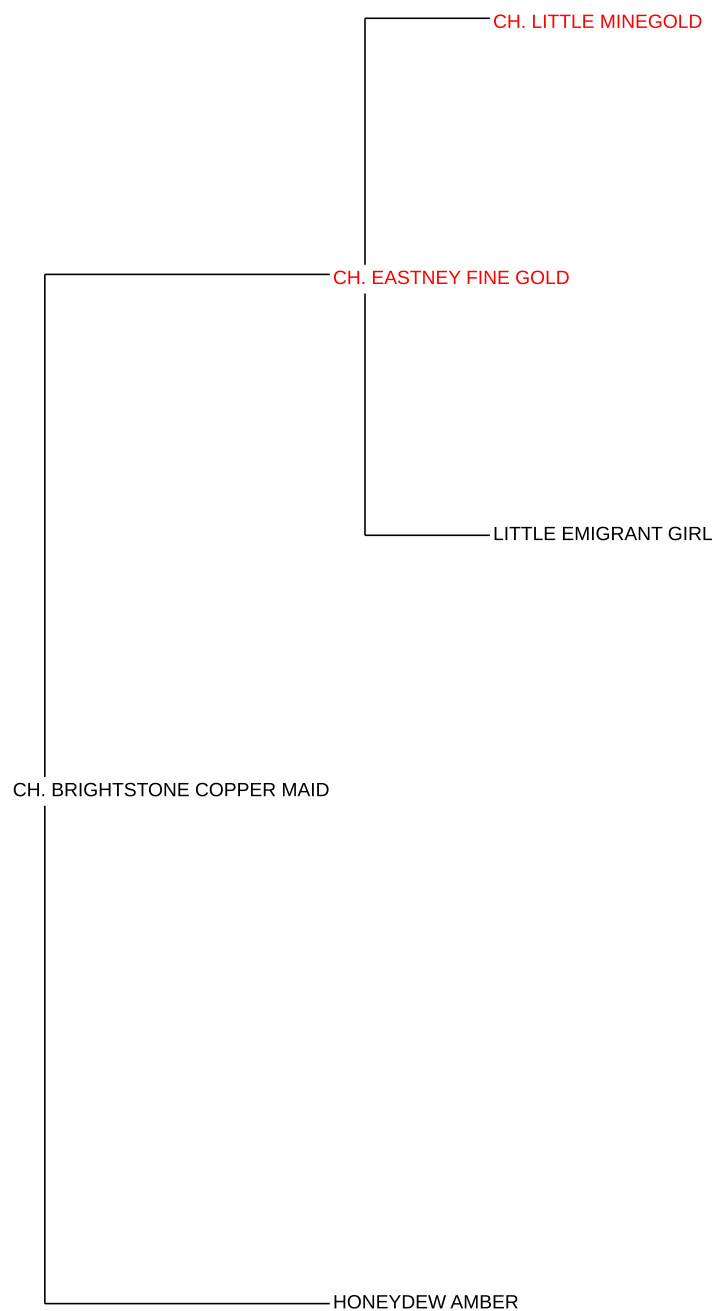 CH. LITTLE MINEGOLD
CH. EASTNEY FINE GOLD
LITTLE EMIGRANT GIRL
CH. BRIGHTSTONE COPPER MAID
HONEYDEW AMBER